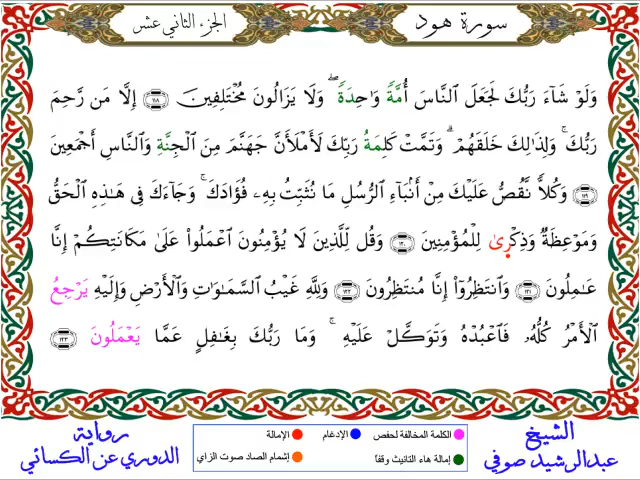 سورة هود
الجزء الثاني عشر
وَلَوْ شَآءَ رَبُّكَ لَجَعَلَ ٱلنَّاسَ أُمَّةً وَٰحِدَةً ۖ وَلَا يَزَالُونَ مُخْتَلِفِينَ ١١٨ إِلَّا مَن رَّحِمَ
رَبُّكَ ۚ وَلِذَٰلِكَ خَلَقَهُمْ ۗ وَتَمَّتْ كَلِمَةُ رَبِّكَ لَأَمْلَأَنَّ جَهَنَّمَ مِنَ ٱلْجِنَّةِ وَٱلنَّاسِ أَجْمَعِينَ
١١٩ وَكُلًّا نَّقُصُّ عَلَيْكَ مِنْ أَنۢبَآءِ ٱلرُّسُلِ مَا نُثَبِّتُ بِهِۦ فُؤَادَكَ ۚ وَجَآءَكَ فِى هَٰذِهِ ٱلْحَقُّ
وَمَوْعِظَةٌ وَذِكْرِىٰ لِلْمُؤْمِنِينَ ١٢٠ وَقُل لِّلَّذِينَ لَا يُؤْمِنُونَ ٱعْمَلُوا۟ عَلَىٰ مَكَانَتِكُمْ إِنَّا
عَٰمِلُونَ ١٢١ وَٱنتَظِرُوٓا۟ إِنَّا مُنتَظِرُونَ ١٢٢ وَلِلَّهِ غَيْبُ ٱلسَّمَٰوَٰتِ وَٱلْأَرْضِ وَإِلَيْهِ يَرْجِعُ
ٱلْأَمْرُ كُلُّهُۥ فَٱعْبُدْهُ وَتَوَكَّلْ عَلَيْهِ ۚ وَمَا رَبُّكَ بِغَٰفِلٍ عَمَّا يَعْمَلُونَ ١٢٣
الشيخ
عبدالرشيد صوفي
الكلمة المخالفة لحفص الإدغام الإمالة
إمالة هاء التانيث وقفاً إشمام الصاد صوت الزاي
رواية
الدوري عن الكسائي